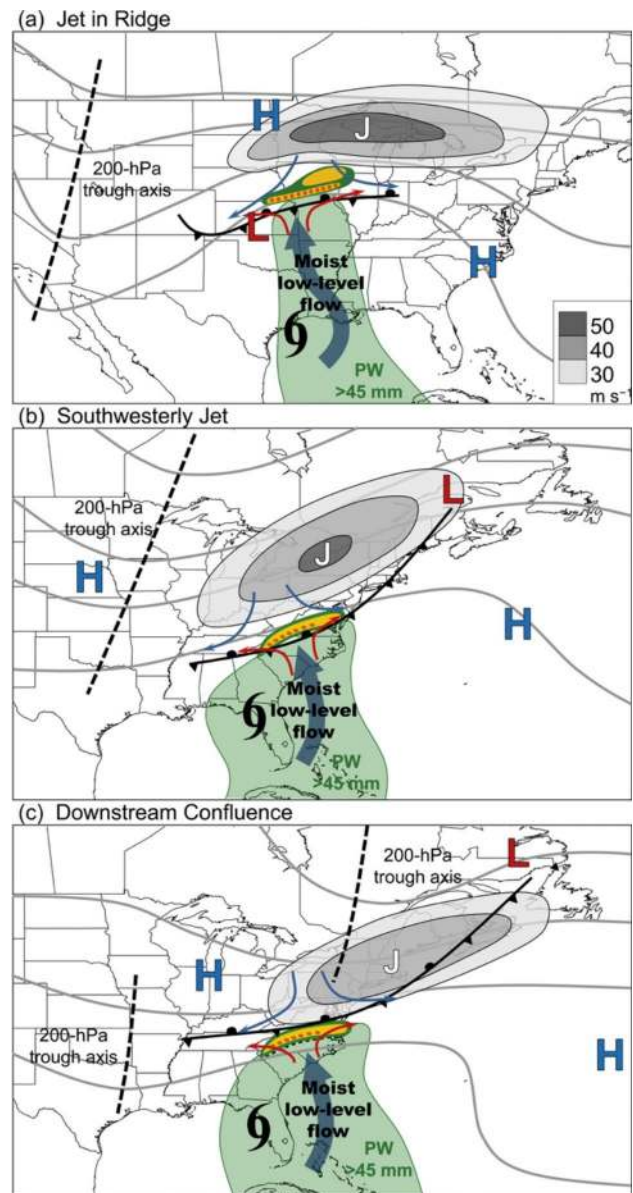 (a) Jet in Ridge
H
J
200-hPa
trough axis
L
H
Moist
low-level
flow
PW
>45 mm
50
40
30
m s⁻¹
(b) Southwesterly Jet
200-hPa
trough axis
L
J
H
H
Moist
low-level
flow
PW
>45 mm
(c) Downstream Confluence
200-hPa
trough axis
L
J
H
200-hPa
trough axis
H
Moist
low-level
flow
PW
>45 mm